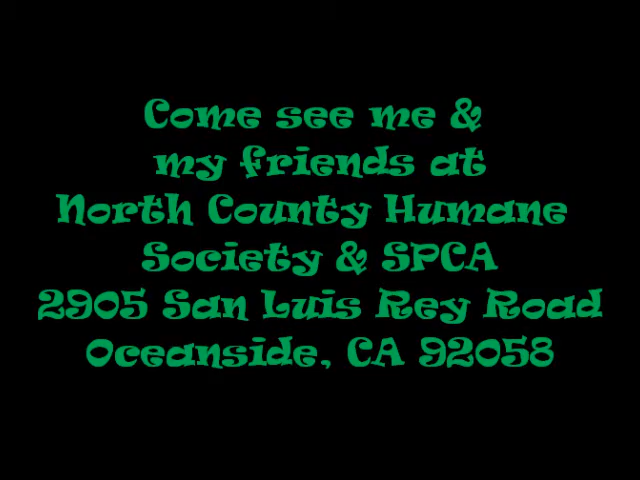 Come see me &
my friends at
North County Humane
Society & SPCA
2905 San Luis Rey Road
Oceanside, CA 92058